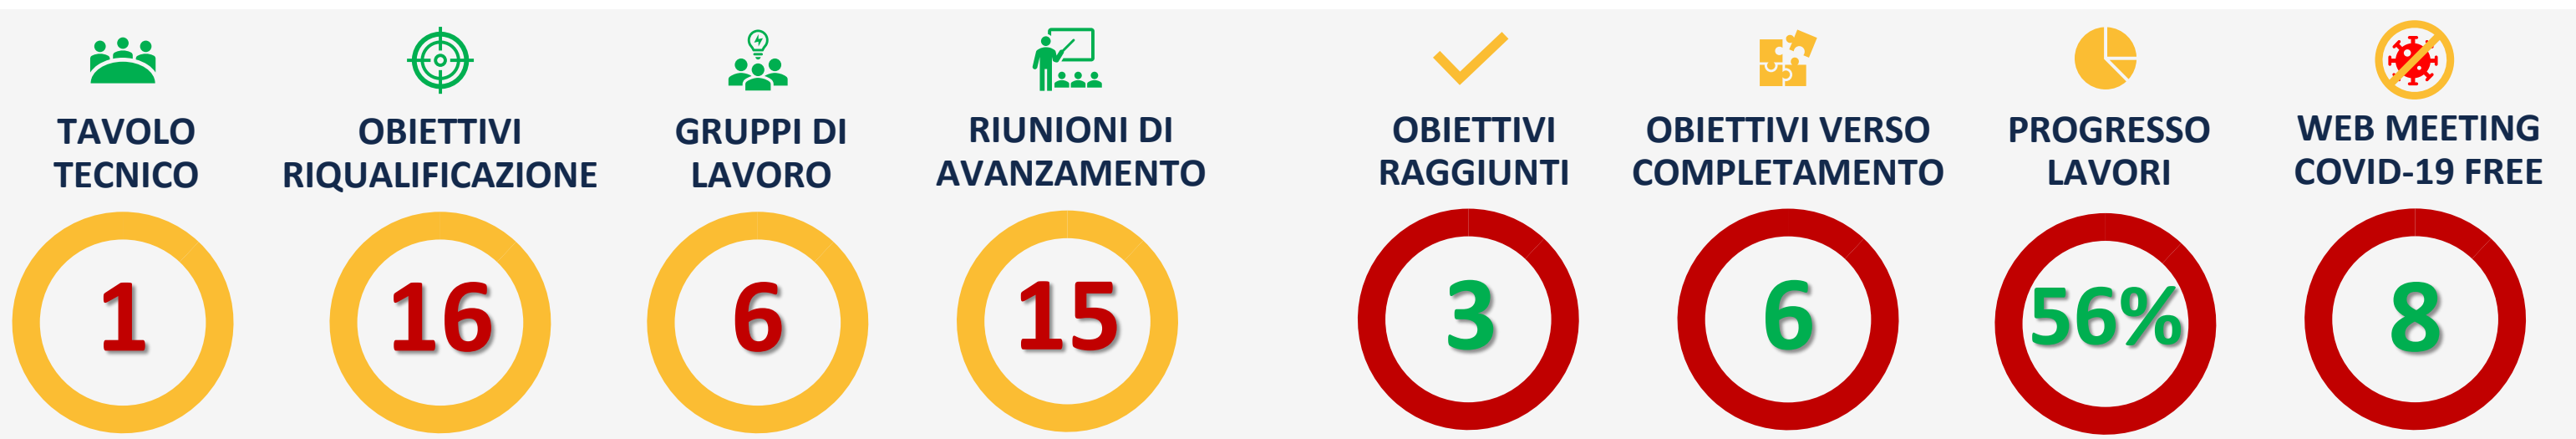 TAVOLO
TECNICO
1
OBIETTIVI
RIQUALIFICAZIONE
16
GRUPPI DI
LAVORO
6
RIUNIONI DI
AVANZAMENTO
15
OBIETTIVI
RAGGIUNTI
3
OBIETTIVI VERSO
COMPLETAMENTO
6
PROGRESSO
LAVORI
56%
WEB MEETING
COVID-19 FREE
8